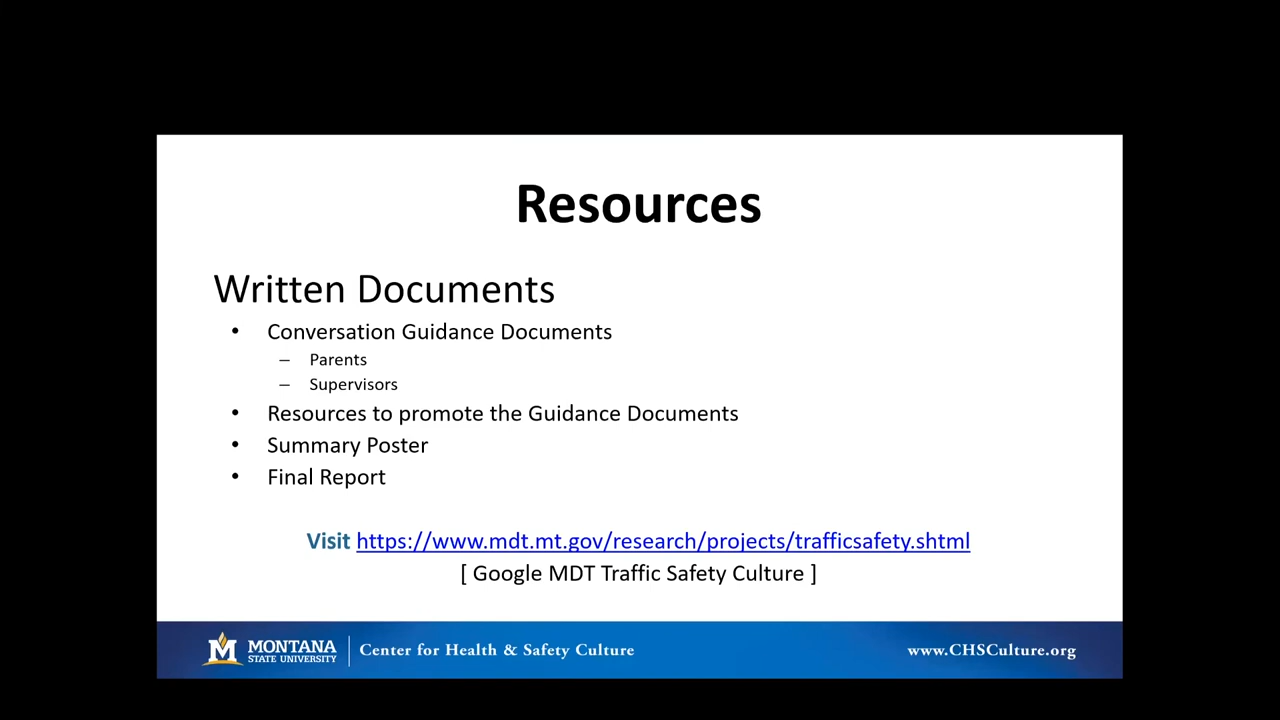 Resources
Written Documents
• Conversation Guidance Documents
– Parents
– Supervisors
• Resources to promote the Guidance Documents
• Summary Poster
• Final Report
Visit https://www.mdt.mt.gov/research/projects/trafficsafety.shtml
[ Google MDT Traffic Safety Culture ]
M MONTANA
STATE UNIVERSITY
Center for Health & Safety Culture
www.CHSCulture.org